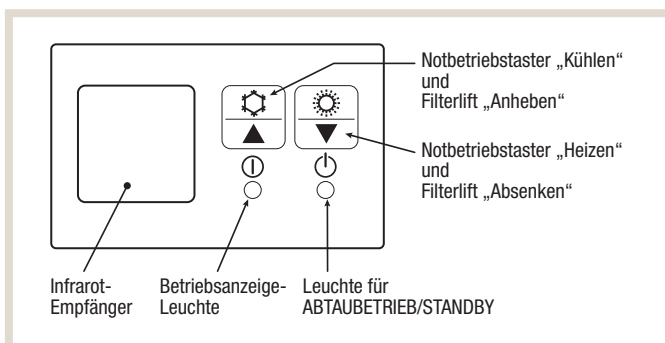 Notbetriebstaster „Kühlen“
und
Filterlift „Anheben“
Notbetriebstaster „Heizen“
und
Filterlift „Absenken“
Infrarot-
Empfänger
Betriebsanzeige-
Leuchte
Leuchte für
ABTAUBETRIEB/STANDBY